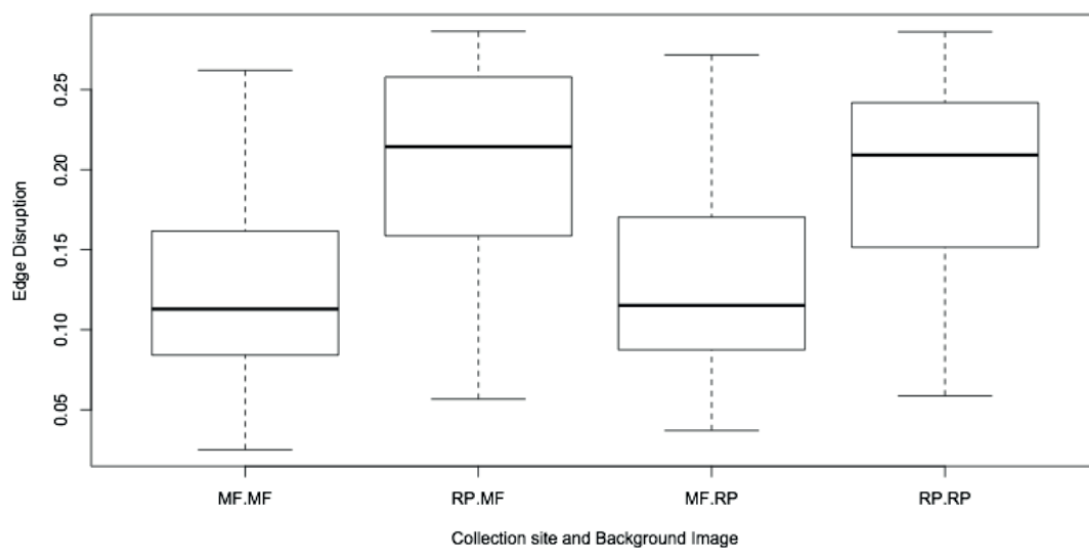 Edge Disruption
0.25
0.20
0.15
0.10
0.05
MF.MF RP.MF MF.RP RP.RP
Collection site and Background Image